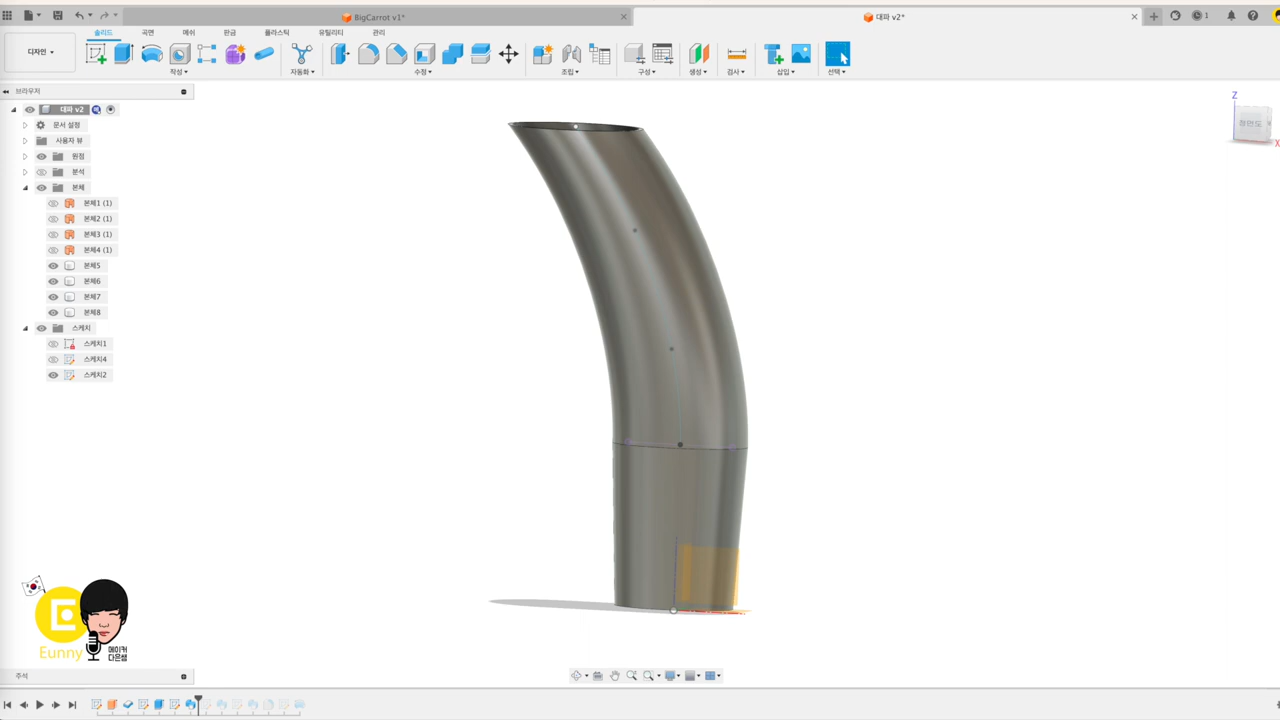 BigCarrot v1*
대파 v2*
1
디자인
솔리드
곡면
메쉬
판금
플라스틱
유틸리티
관리
작성
자동화
수정
조립
구성
생성
검사
삽입
선택
브라우저
대파 v2
문서 설정
사용자 뷰
원점
분석
본체
본체1 (1)
본체2 (1)
본체3 (1)
본체4 (1)
본체5
본체6
본체7
본체8
스케치
스케치1
스케치4
스케치2
Z
정면도
X
Eunny
메이커
다은쌤
주석